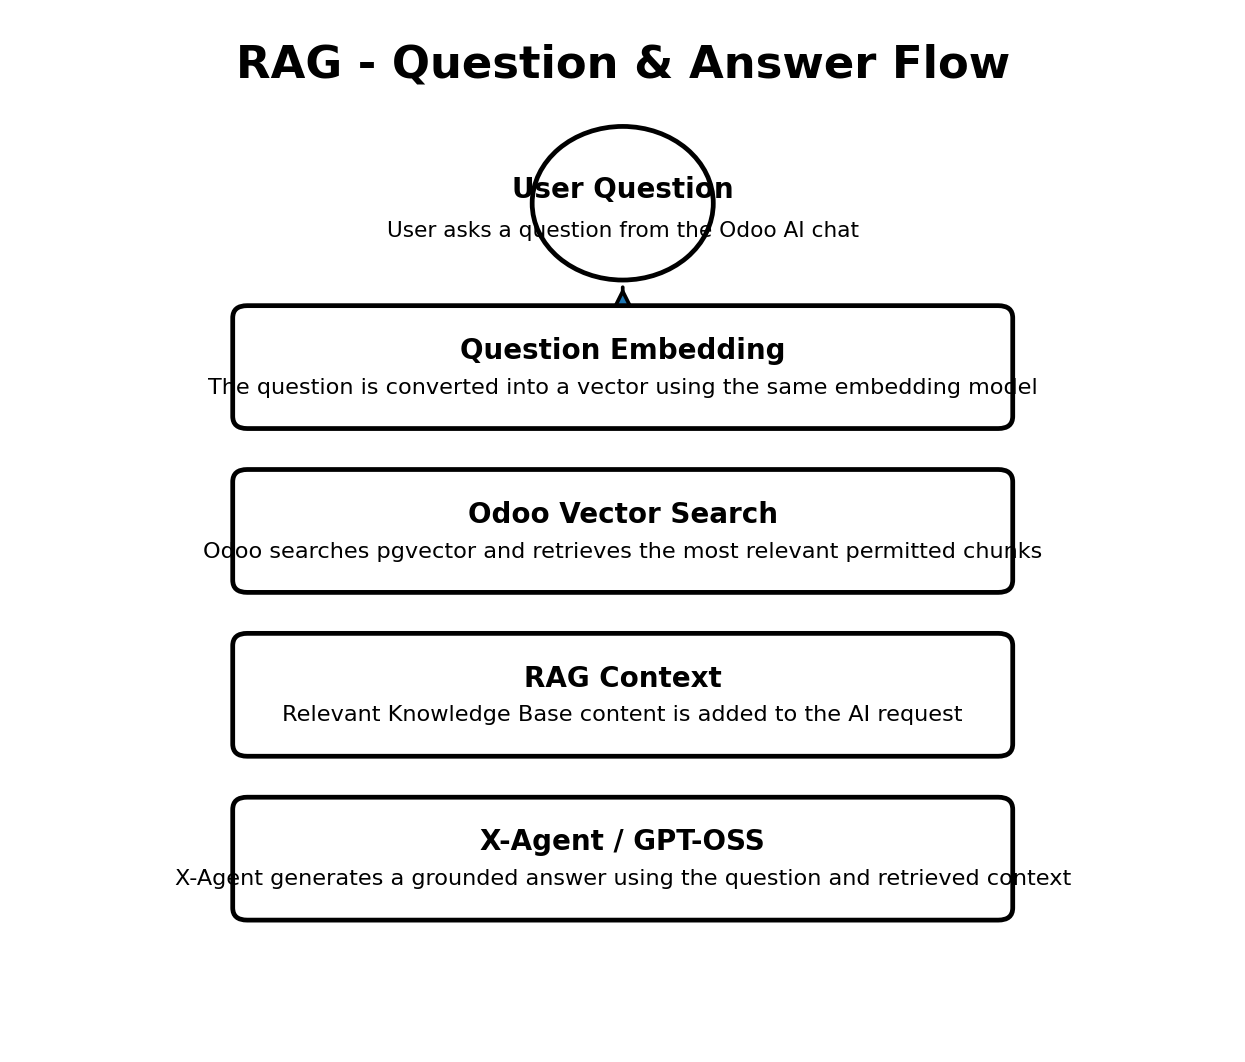 RAG - Question & Answer Flow
User Question
User asks a question from the Odoo AI chat
Question Embedding
The question is converted into a vector using the same embedding model
Odoo Vector Search
Odoo searches pgvector and retrieves the most relevant permitted chunks
RAG Context
Relevant Knowledge Base content is added to the AI request
X-Agent / GPT-OSS
X-Agent generates a grounded answer using the question and retrieved context